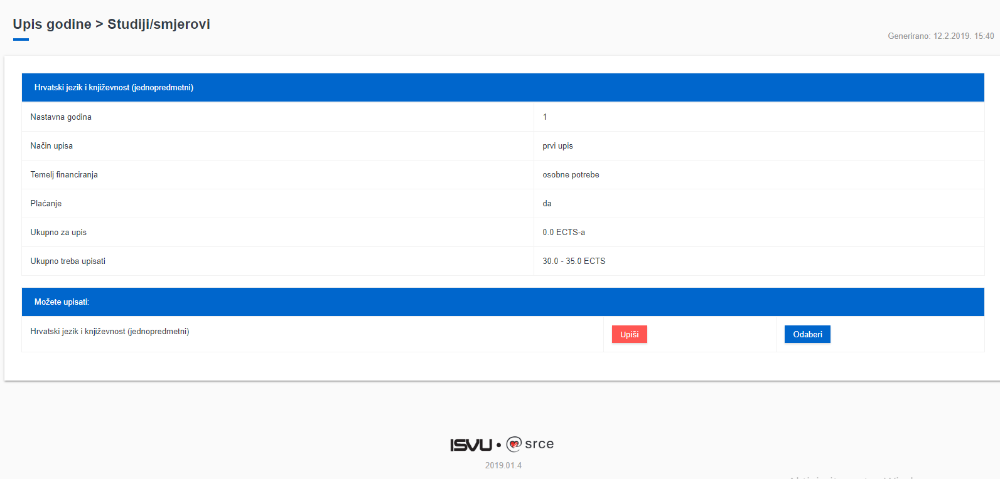 Upis godine > Studiji/smjerovi
Generirano: 12.2.2019. 15:40
Hrvatski jezik i književnost (jednopredmetni)
Nastavna godina 1
Način upisa prvi upis
Temelj financiranja osobne potrebe
Plaćanje da
Ukupno za upis 0.0 ECTS-a
Ukupno treba upisati 30.0 - 35.0 ECTS
Možete upisati:
Hrvatski jezik i književnost (jednopredmetni) Upiši Odaberi
ISVU • srce
2019.01.4